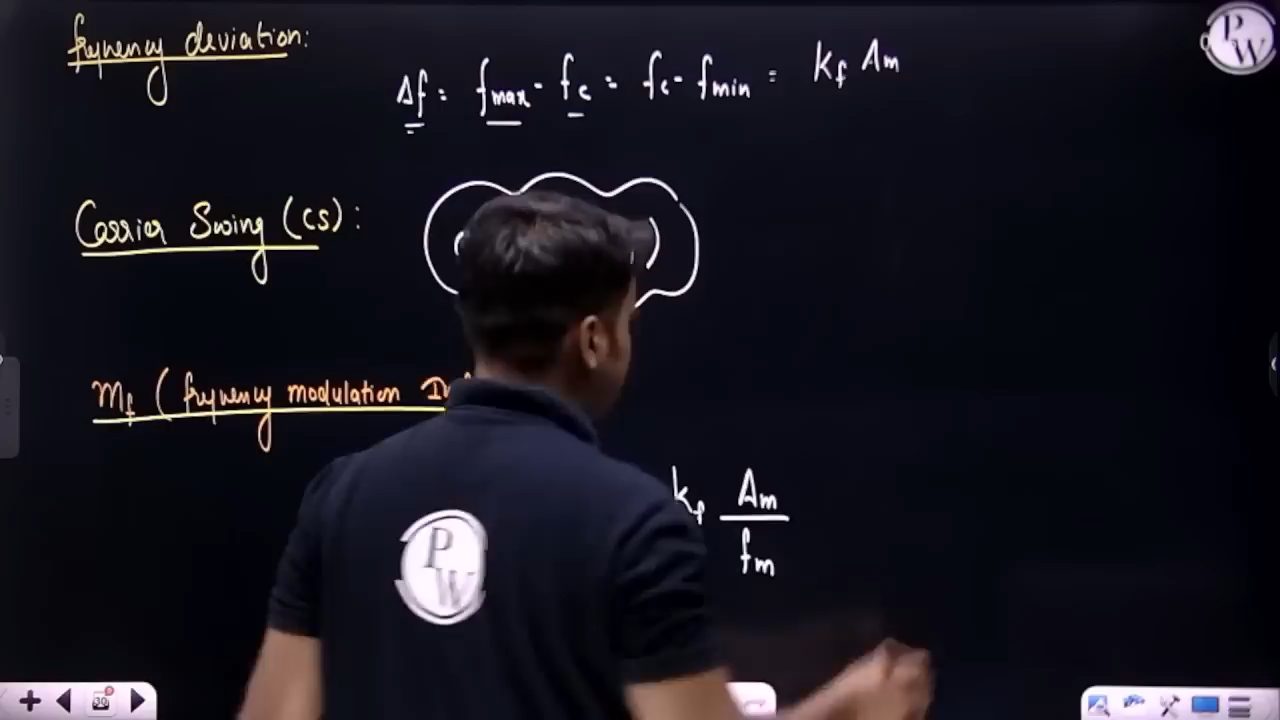 frequency deviation:
Δf = fmax - fc = fc - fmin = kf Am
Carrier Swing (CS):
mf ( frequency modulation
kf Am/fm
PW
PW